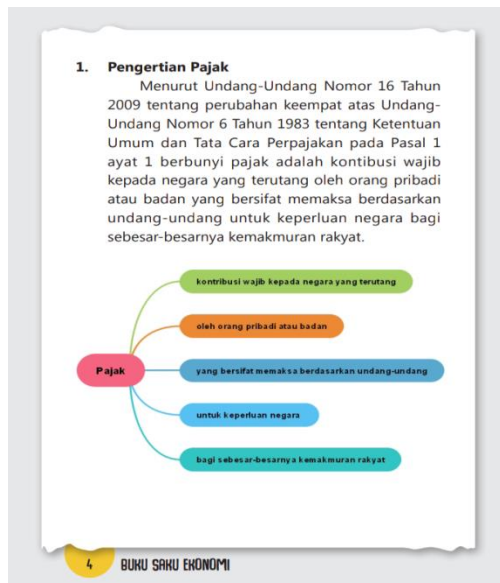 1. Pengertian Pajak
Menurut Undang-Undang Nomor 16 Tahun
2009 tentang perubahan keempat atas Undang-
Undang Nomor 6 Tahun 1983 tentang Ketentuan
Umum dan Tata Cara Perpajakan pada Pasal 1
ayat 1 berbunyi pajak adalah kontibusi wajib
kepada negara yang terutang oleh orang pribadi
atau badan yang bersifat memaksa berdasarkan
undang-undang untuk keperluan negara bagi
sebesar-besarnya kemakmuran rakyat.
kontribusi wajib kepada negara yang terutang
oleh orang pribadi atau badan
Pajak
yang bersifat memaksa berdasarkan undang-undang
untuk keperluan negara
bagi sebesar-besarnya kemakmuran rakyat
4 BUKU SAKU EKONOMI